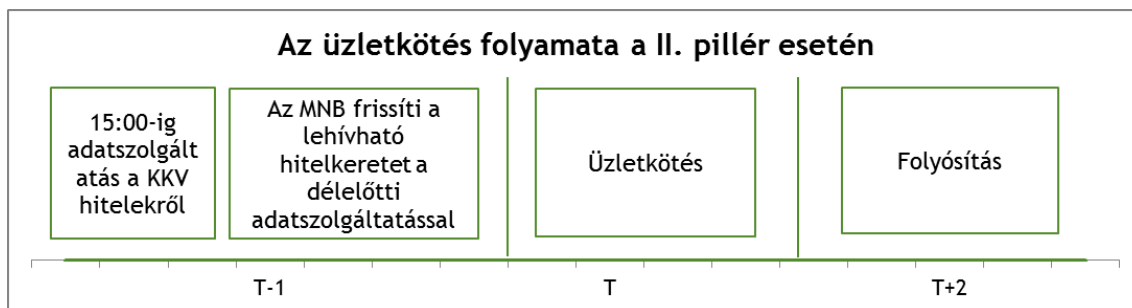 Az üzletkötés folyamata a II. pillér esetén
15:00-ig
adatszolgált
atás a KKV
hitelekről
Az MNB frissíti a
lehívható
hitelkeretet a
délelőtti
adatszolgáltatással
Üzletkötés
Folyósítás
T-1
T
T+2